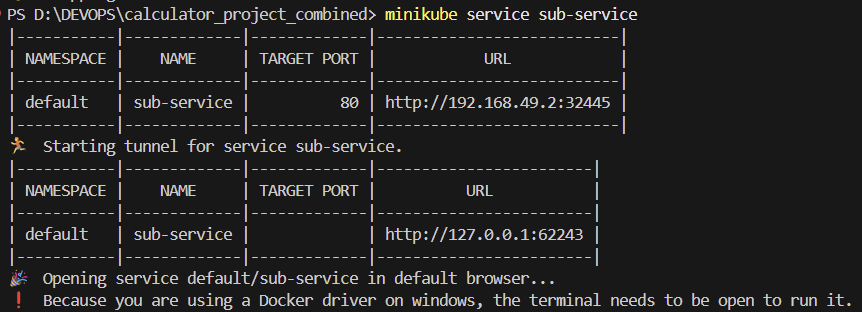 PS D:\DEVOPS\calculator_project_combined> minikube service sub-service
|-----------|-------------|-------------|---------------------------|
| NAMESPACE |    NAME     | TARGET PORT |            URL            |
|-----------|-------------|-------------|---------------------------|
| default   | sub-service |          80 | http://192.168.49.2:32445 |
|-----------|-------------|-------------|---------------------------|
🏃  Starting tunnel for service sub-service.
|-----------|-------------|-------------|------------------------|
| NAMESPACE |    NAME     | TARGET PORT |          URL           |
|-----------|-------------|-------------|------------------------|
| default   | sub-service |             | http://127.0.0.1:62243 |
|-----------|-------------|-------------|------------------------|
🎉  Opening service default/sub-service in default browser...
❗  Because you are using a Docker driver on windows, the terminal needs to be open to run it.